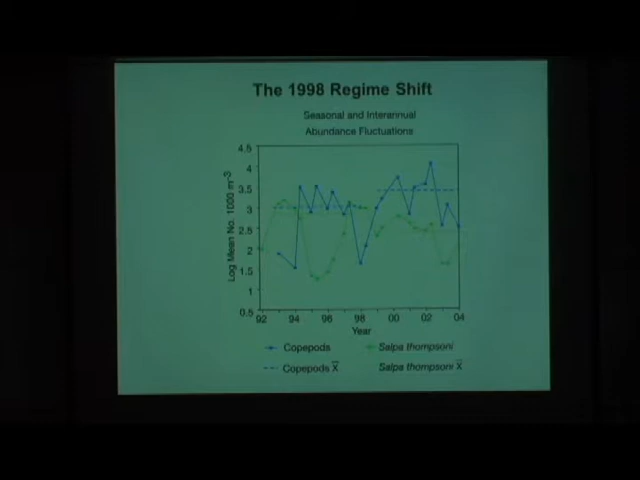 The 1998 Regime Shift
Seasonal and Interannual
Abundance Fluctuations
Log Mean No. 1000 m⁻³
4.5
4
3.5
3
2.5
2
1.5
1
0.5
92 94 96 98 00 02 04
Year
Copepods Salpa thompsoni
Copepods X̅ Salpa thompsoni X̅